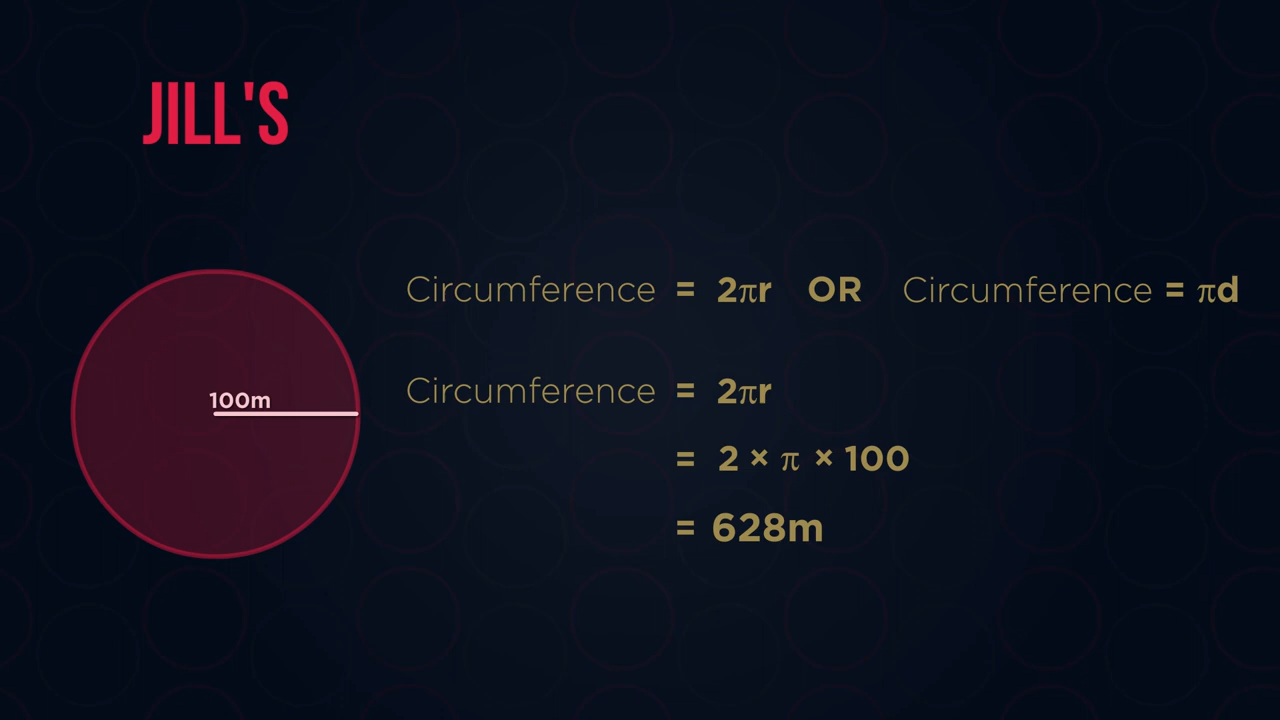 JILL'S
Circumference = 2πr OR Circumference = πd
100m
Circumference = 2πr
= 2 × π × 100
= 628m